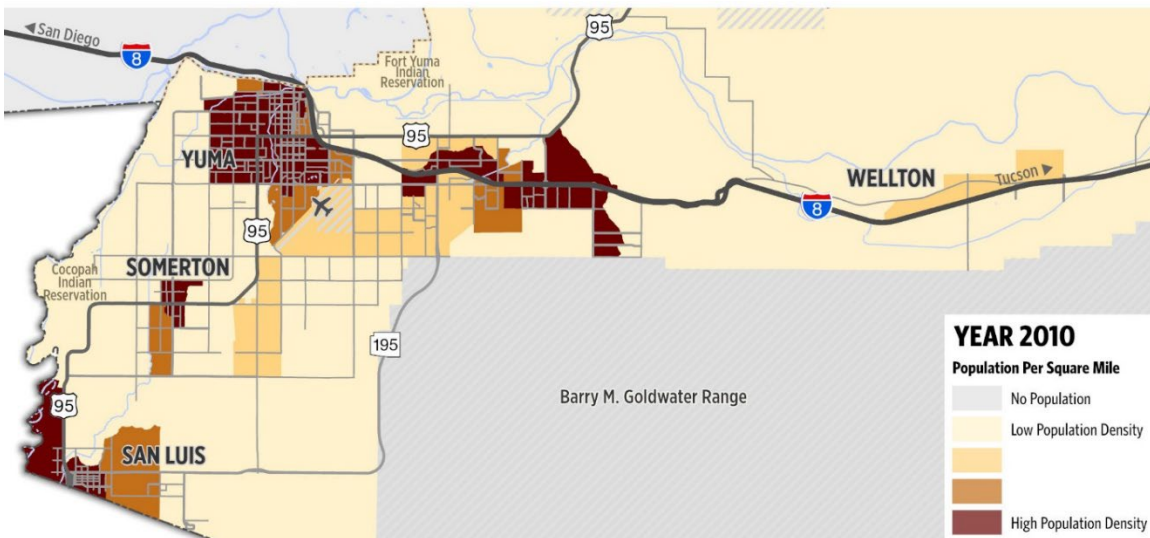 San Diego
8
95
Fort Yuma
Indian
Reservation
95
YUMA
WELLTON
Tucson
8
95
SOMERTON
Cocopah
Indian
Reservation
195
95
Barry M. Goldwater Range
SAN LUIS
YEAR 2010
Population Per Square Mile
No Population
Low Population Density
High Population Density